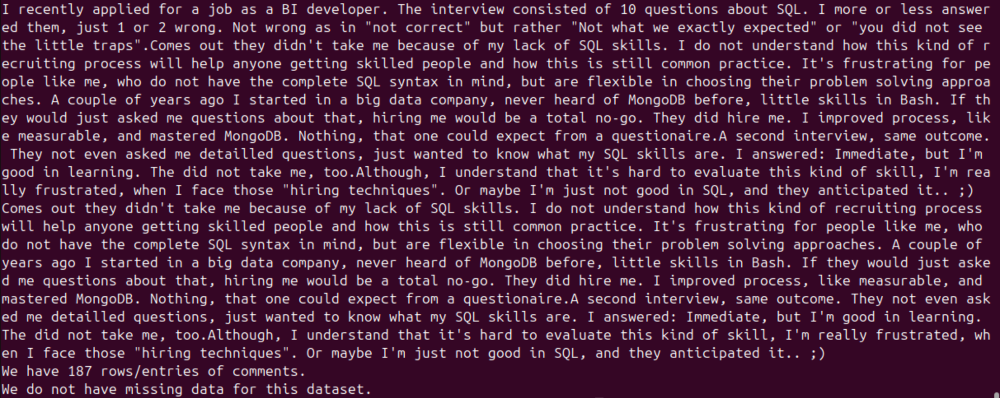 I recently applied for a job as a BI developer. The interview consisted of 10 questions about SQL. I more or less answer
ed them, just 1 or 2 wrong. Not wrong as in "not correct" but rather "Not what we exactly expected" or "you did not see
the little traps".Comes out they didn't take me because of my lack of SQL skills. I do not understand how this kind of r
ecruiting process will help anyone getting skilled people and how this is still common practice. It's frustrating for pe
ople like me, who do not have the complete SQL syntax in mind, but are flexible in choosing their problem solving approa
ches. A couple of years ago I started in a big data company, never heard of MongoDB before, little skills in Bash. If th
ey would just asked me questions about that, hiring me would be a total no-go. They did hire me. I improved process, lik
e measurable, and mastered MongoDB. Nothing, that one could expect from a questionaire.A second interview, same outcome.
 They not even asked me detailled questions, just wanted to know what my SQL skills are. I answered: Immediate, but I'm
good in learning. The did not take me, too.Although, I understand that it's hard to evaluate this kind of skill, I'm rea
lly frustrated, when I face those "hiring techniques". Or maybe I'm just not good in SQL, and they anticipated it.. ;)
Comes out they didn't take me because of my lack of SQL skills. I do not understand how this kind of recruiting process
will help anyone getting skilled people and how this is still common practice. It's frustrating for people like me, who
do not have the complete SQL syntax in mind, but are flexible in choosing their problem solving approaches. A couple of
years ago I started in a big data company, never heard of MongoDB before, little skills in Bash. If they would just aske
d me questions about that, hiring me would be a total no-go. They did hire me. I improved process, like measurable, and
mastered MongoDB. Nothing, that one could expect from a questionaire.A second interview, same outcome. They not even ask
ed me detailled questions, just wanted to know what my SQL skills are. I answered: Immediate, but I'm good in learning.
The did not take me, too.Although, I understand that it's hard to evaluate this kind of skill, I'm really frustrated, wh
en I face those "hiring techniques". Or maybe I'm just not good in SQL, and they anticipated it.. ;)
We have 187 rows/entries of comments.
We do not have missing data for this dataset.